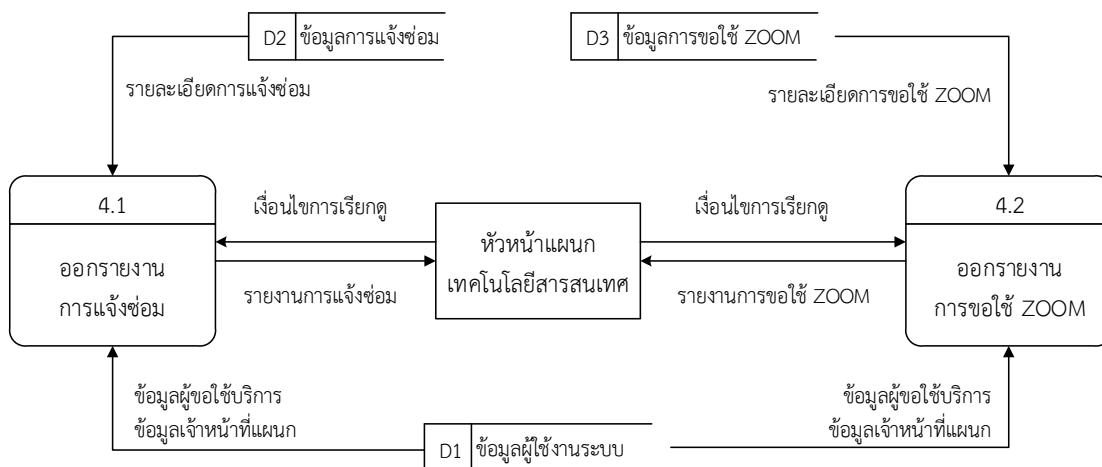 D2 ข้อมูลการแจ้งซ่อม
D3 ข้อมูลการขอใช้ ZOOM
รายละเอียดการแจ้งซ่อม
รายละเอียดการขอใช้ ZOOM
4.1
ออกรายงาน
การแจ้งซ่อม
เงื่อนไขการเรียกดู
รายงานการแจ้งซ่อม
หัวหน้าแผนก
เทคโนโลยีสารสนเทศ
เงื่อนไขการเรียกดู
รายงานการขอใช้ ZOOM
4.2
ออกรายงาน
การขอใช้ ZOOM
ข้อมูลผู้ขอใช้บริการ
ข้อมูลเจ้าหน้าที่แผนก
ข้อมูลผู้ขอใช้บริการ
ข้อมูลเจ้าหน้าที่แผนก
D1 ข้อมูลผู้ใช้งานระบบ